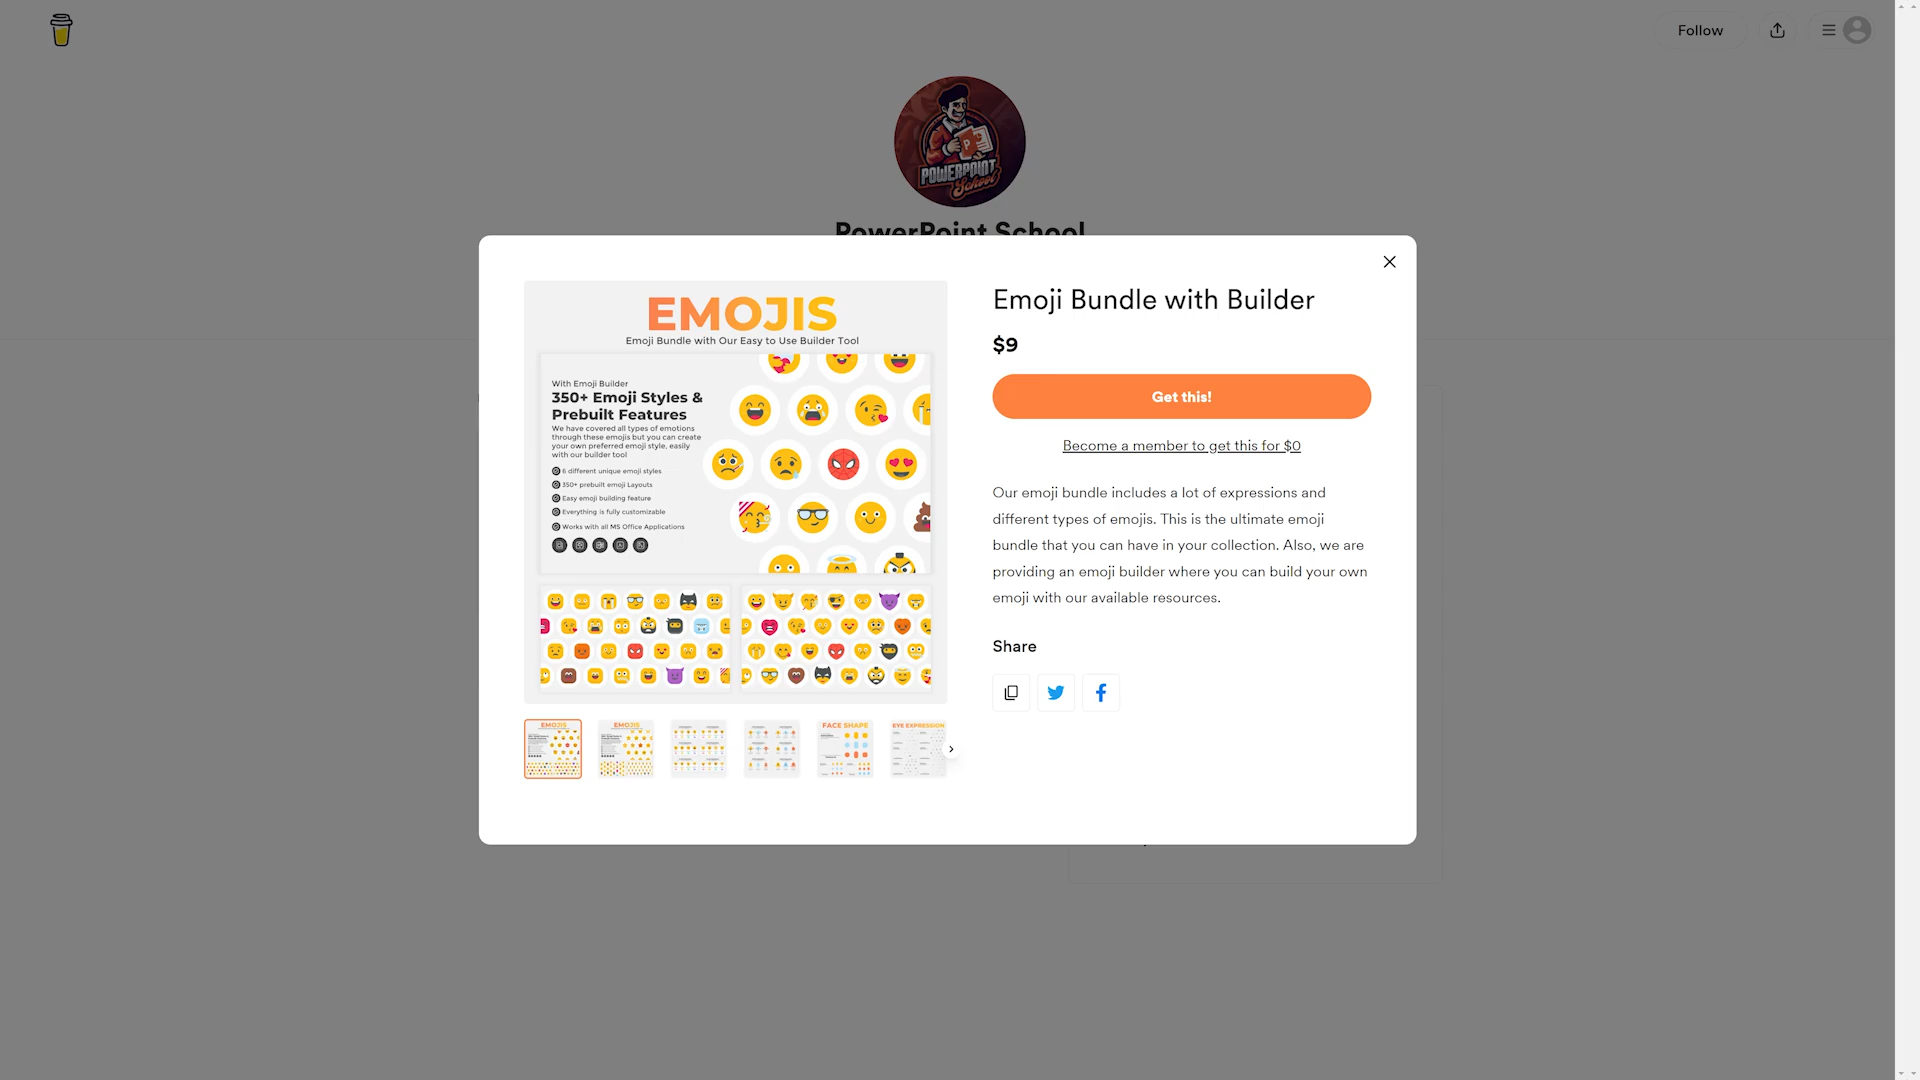 Follow
POWERPOINT
School
PowerPoint School
EMOJIS
Emoji Bundle with Our Easy to Use Builder Tool
With Emoji Builder
350+ Emoji Styles &
Prebuilt Features
We have covered all types of emotions
through these emojis but you can create
your own preferred emoji style, easily
with our builder tool
6 different unique emoji styles
350+ prebuilt emoji Layouts
Easy emoji building feature
Everything is fully customizable
Works with all MS Office Applications
EMOJIS
EMOJIS
FACE SHAPE
EYE EXPRESSION
Emoji Bundle with Builder
$9
Get this!
Become a member to get this for $0
Our emoji bundle includes a lot of expressions and
different types of emojis. This is the ultimate emoji
bundle that you can have in your collection. Also, we are
providing an emoji builder where you can build your own
emoji with our available resources.
Share